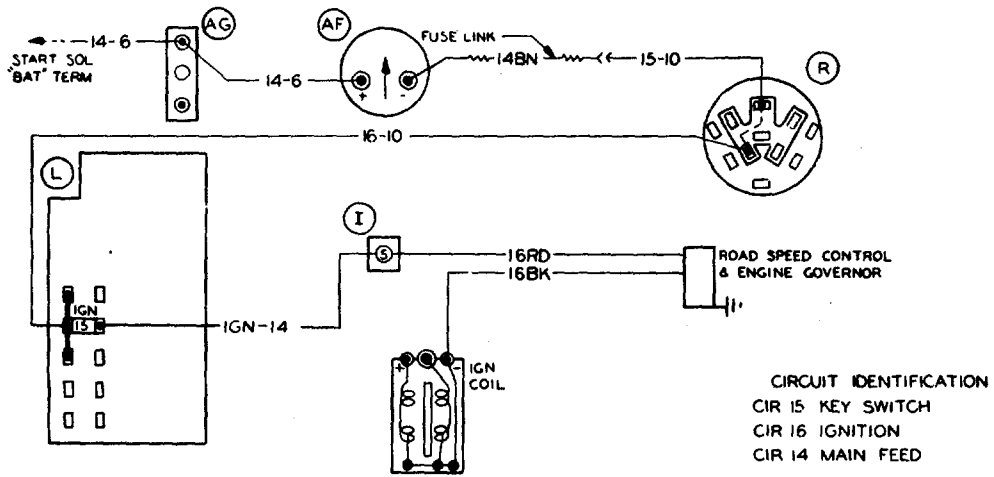 AG
AF
FUSE LINK
14-6
START SOL
"BAT" TERM
14-6
+
-
14BN
15-10
R
16-10
L
I
S
16RD
16BK
ROAD SPEED CONTROL
& ENGINE GOVERNOR
IGN
15
IGN-14
+
-
IGN
COIL
CIRCUIT IDENTIFICATION
CIR 15 KEY SWITCH
CIR 16 IGNITION
CIR 14 MAIN FEED